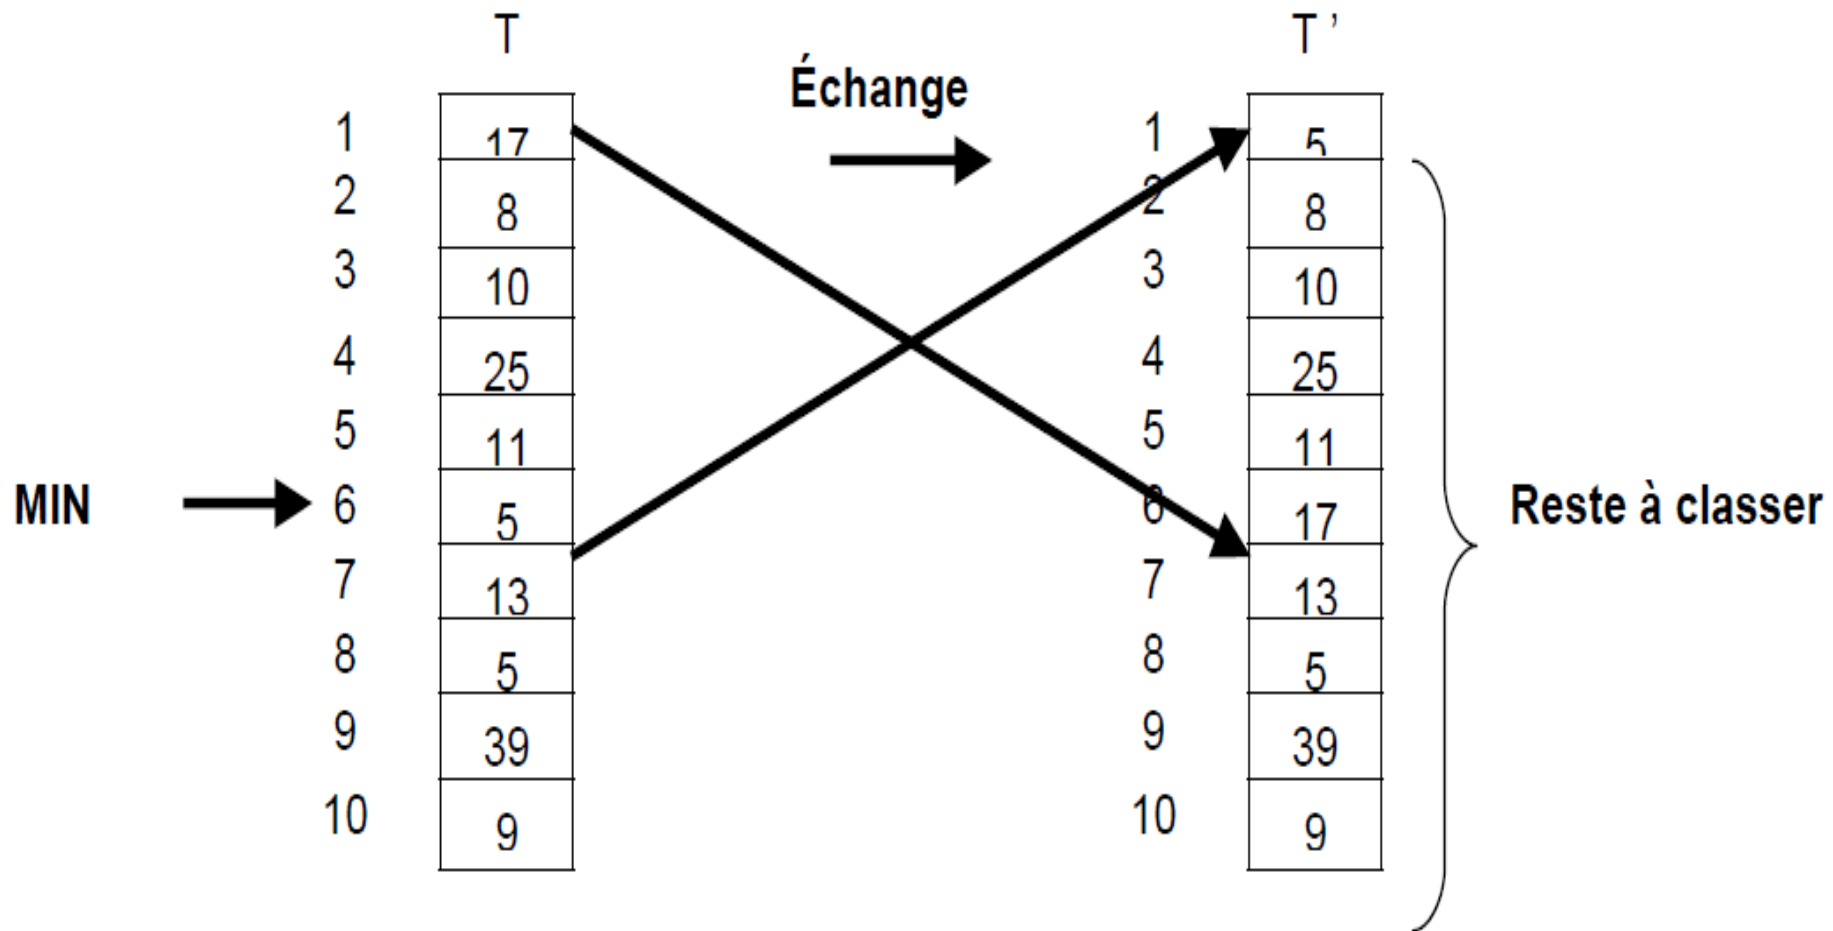 T T ’
Échange
1 17 1 5
2 8 2 8
3 10 3 10
4 25 4 25
5 11 5 11
MIN 6 5 6 17 Reste à classer
7 13 7 13
8 5 8 5
9 39 9 39
10 9 10 9